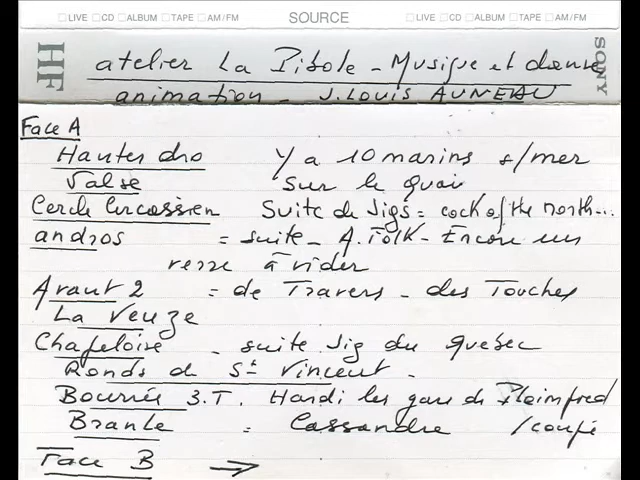 LIVE CD ALBUM TAPE AM/FM SOURCE LIVE CD ALBUM TAPE AM/FM
HF SONY
atelier La Pibole - Musique et danse
animation - J.Louis AUNEAU
Face A
Hanter dro Y a 10 marins s/mer
Valse Sur le quai
Cercle Circassien Suite de Jigs = cock of the north...
andros = suite - A. Folk - Encore un
verre à vider
Avant 2 = de Travers - des Touches
La Veuze
Chapeloise - suite Jig du Quebec
Ronds de St Vincent -
Bourrée 3.T. Hardi les gars de Plaimfred
Branle = Cassandre /coupé
Face B →